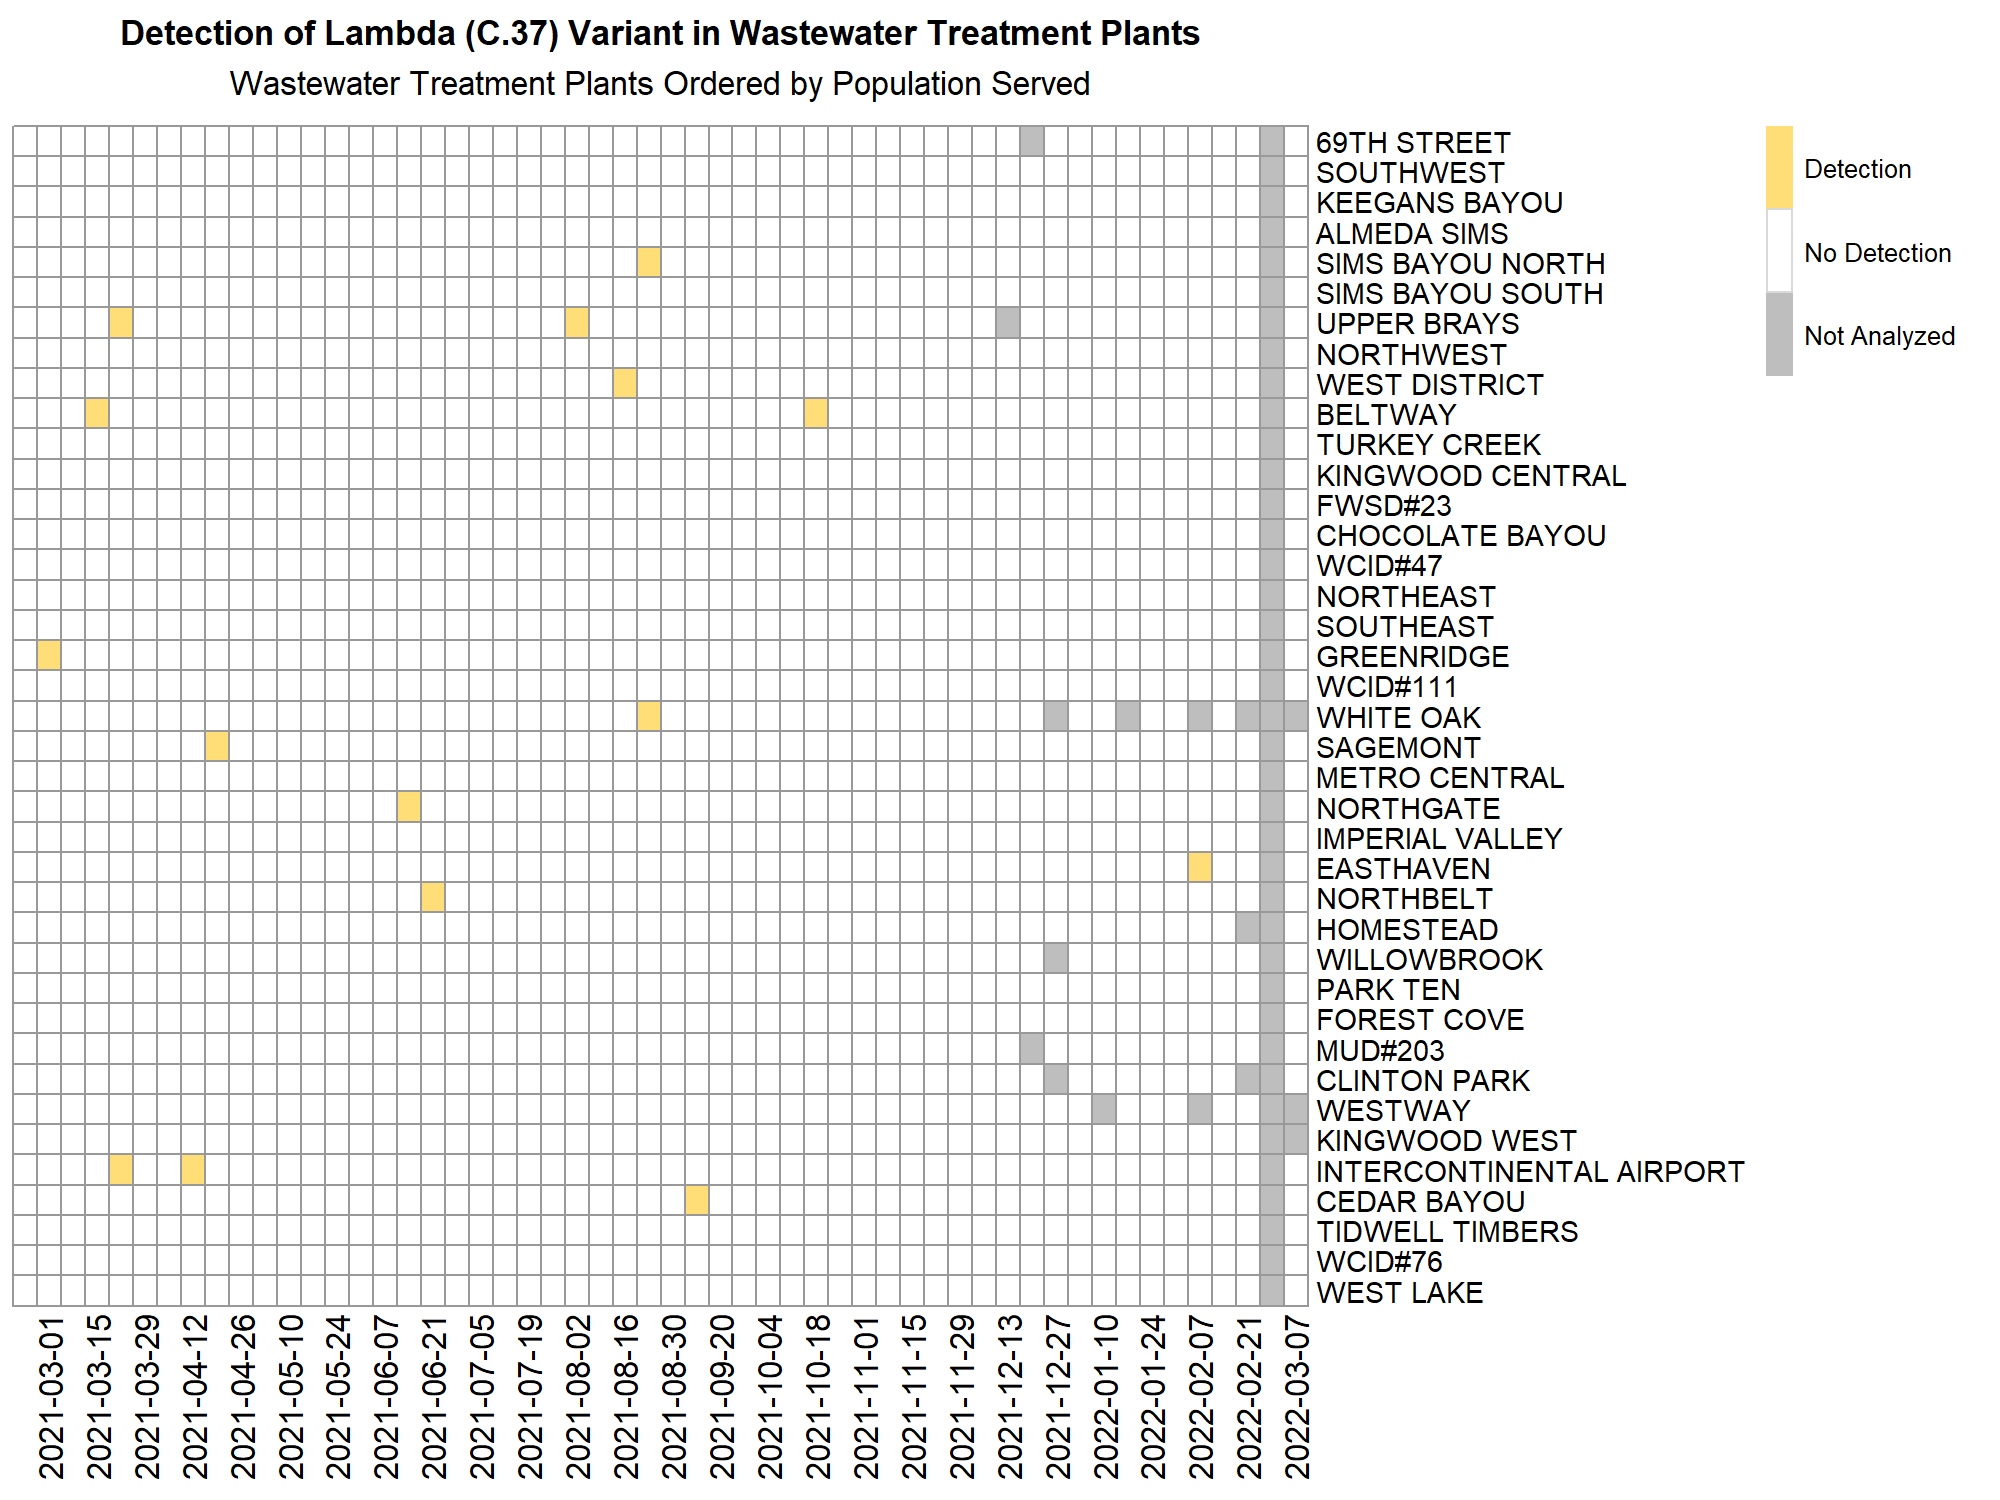 Detection of Lambda (C.37) Variant in Wastewater Treatment Plants
Wastewater Treatment Plants Ordered by Population Served
69TH STREET
SOUTHWEST
KEEGANS BAYOU
ALMEDA SIMS
SIMS BAYOU NORTH
SIMS BAYOU SOUTH
UPPER BRAYS
NORTHWEST
WEST DISTRICT
BELTWAY
TURKEY CREEK
KINGWOOD CENTRAL
FWSD#23
CHOCOLATE BAYOU
WCID#47
NORTHEAST
SOUTHEAST
GREENRIDGE
WCID#111
WHITE OAK
SAGEMONT
METRO CENTRAL
NORTHGATE
IMPERIAL VALLEY
EASTHAVEN
NORTHBELT
HOMESTEAD
WILLOWBROOK
PARK TEN
FOREST COVE
MUD#203
CLINTON PARK
WESTWAY
KINGWOOD WEST
INTERCONTINENTAL AIRPORT
CEDAR BAYOU
TIDWELL TIMBERS
WCID#76
WEST LAKE
Detection
No Detection
Not Analyzed
2021-03-01
2021-03-15
2021-03-29
2021-04-12
2021-04-26
2021-05-10
2021-05-24
2021-06-07
2021-06-21
2021-07-05
2021-07-19
2021-08-02
2021-08-16
2021-08-30
2021-09-20
2021-10-04
2021-10-18
2021-11-01
2021-11-15
2021-11-29
2021-12-13
2021-12-27
2022-01-10
2022-01-24
2022-02-07
2022-02-21
2022-03-07